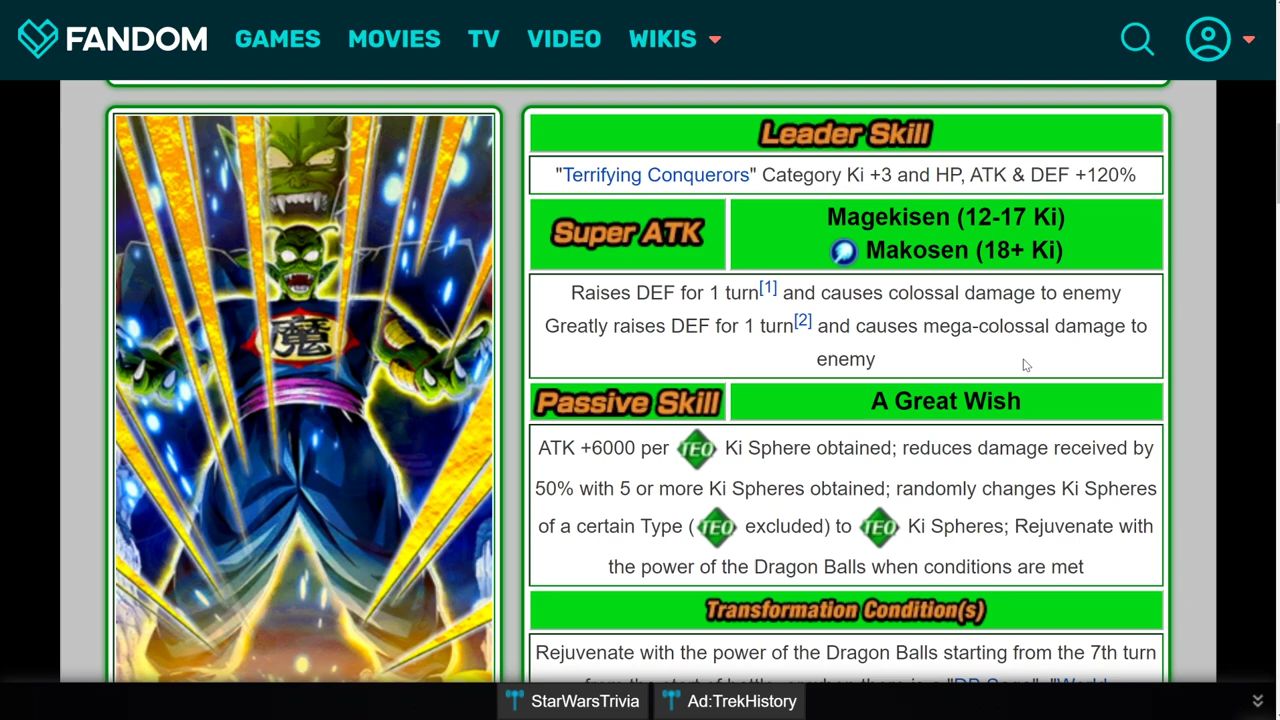 FANDOM GAMES MOVIES TV VIDEO WIKIS
Leader Skill
"Terrifying Conquerors" Category Ki +3 and HP, ATK & DEF +120%
Super ATK
Magekisen (12-17 Ki)
Makosen (18+ Ki)
Raises DEF for 1 turn[1] and causes colossal damage to enemy
Greatly raises DEF for 1 turn[2] and causes mega-colossal damage to
enemy
Passive Skill
A Great Wish
ATK +6000 per TEQ Ki Sphere obtained; reduces damage received by
50% with 5 or more Ki Spheres obtained; randomly changes Ki Spheres
of a certain Type (TEQ excluded) to TEQ Ki Spheres; Rejuvenate with
the power of the Dragon Balls when conditions are met
Transformation Condition(s)
Rejuvenate with the power of the Dragon Balls starting from the 7th turn
魔
StarWarsTrivia
Ad:TrekHistory